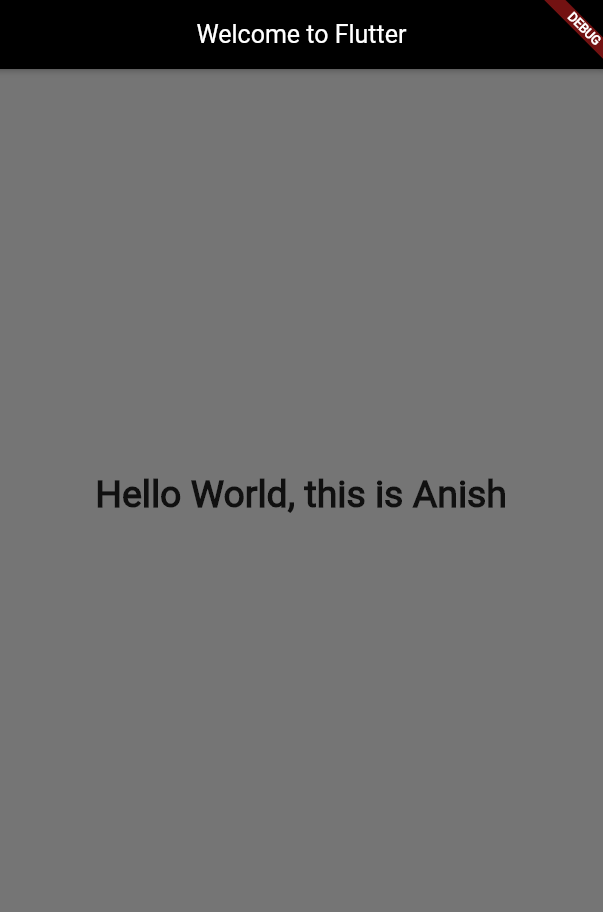 Welcome to Flutter
DEBUG
Hello World, this is Anish